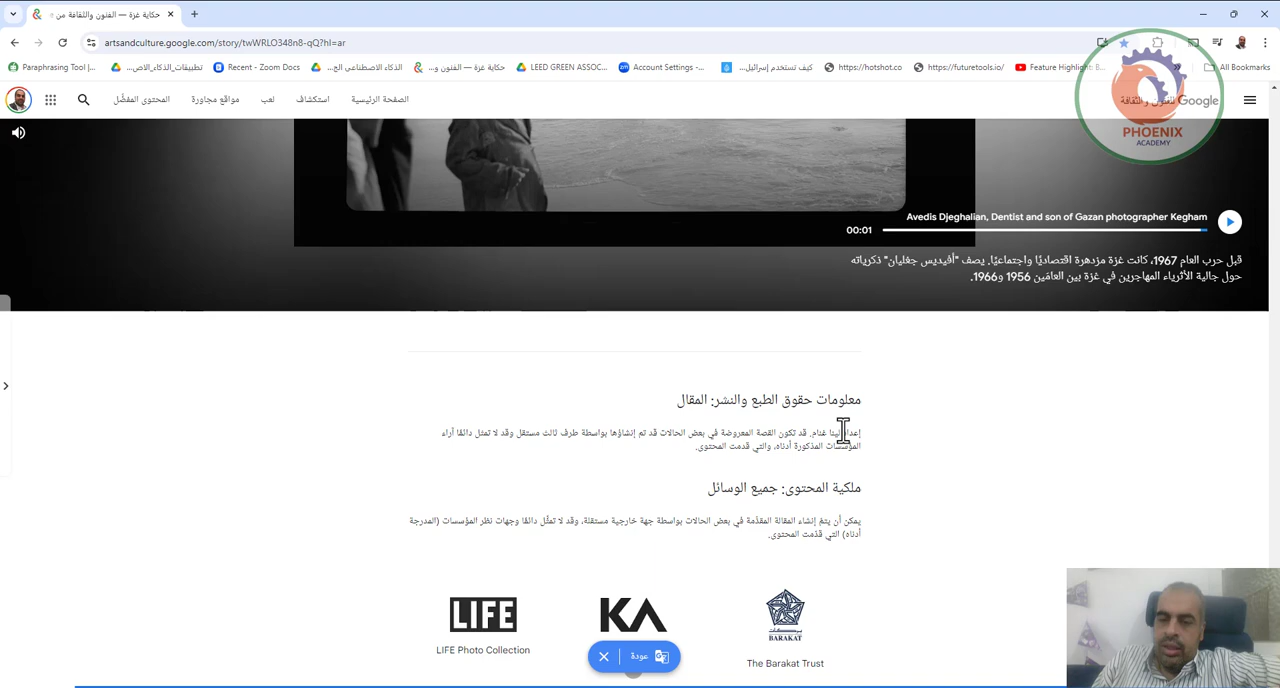 حكاية غزة — الفنون والثقافة من
artsandculture.google.com/story/twWRLO348n8-qQ?hl=ar
Paraphrasing Tool |...
تطبيقات_الذكاء_الاص...
Recent - Zoom Docs
الذكاء الاصطناعي الح...
حكاية غزة — الفنون و...
LEED GREEN ASSOC...
Account Settings -...
كيف تستخدم إسرائيل...
https://hotshot.co
https://futuretools.io/
Feature Highlight:
All Bookmarks
الصفحة الرئيسية
استكشاف
لعب
مواقع مجاورة
المحتوى المفضَّل
Google للفنون والثقافة
PHOENIX
ACADEMY
Avedis Djeghalian, Dentist and son of Gazan photographer Kegham
00:01
قبل حرب العام 1967، كانت غزة مزدهرة اقتصاديًا واجتماعيًا. يصف "أفيديس جغليان" ذكرياته
حول جالية الأثرياء المهاجرين في غزة بين العامَين 1956 و1966.
معلومات حقوق الطبع والنشر: المقال
إعداد لينا غنام. قد تكون القصة المعروضة في بعض الحالات قد تم إنشاؤها بواسطة طرف ثالث مستقل وقد لا تمثل دائمًا آراء
المؤسسات المذكورة أدناه، والتي قدمت المحتوى.
ملكية المحتوى: جميع الوسائل
يمكن أن يتمّ إنشاء المقالة المقدّمة في بعض الحالات بواسطة جهة خارجية مستقلة، وقد لا تمثّل دائمًا وجهات نظر المؤسسات (المدرجة
أدناه) التي قدّمت المحتوى.
LIFE
KA
بركات
BARAKAT
LIFE Photo Collection
The Barakat Trust
عودة